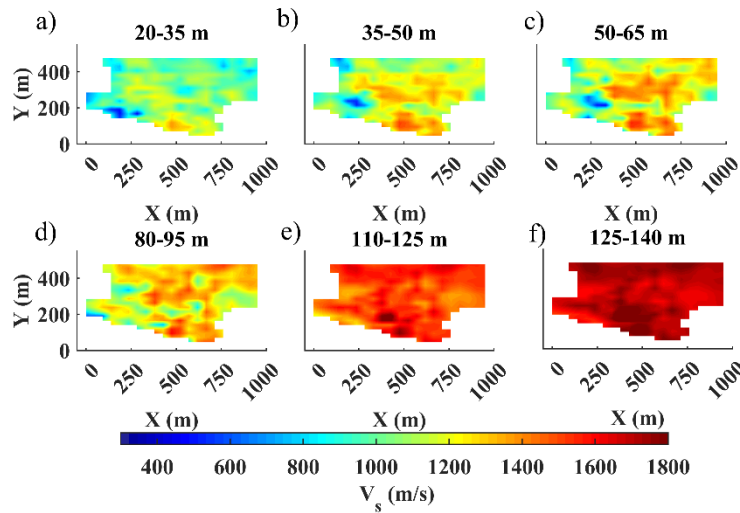 a) 20-35 m b) 35-50 m c) 50-65 m
Y (m)
400
200
0
0 250 500 750 1000 0 250 500 750 1000 0 250 500 750 1000
X (m) X (m) X (m)
d) 80-95 m e) 110-125 m f) 125-140 m
Y (m)
400
200
0
0 250 500 750 1000 0 250 500 750 1000 0 250 500 750 1000
X (m) X (m) X (m)
400 600 800 1000 1200 1400 1600 1800
V_s (m/s)